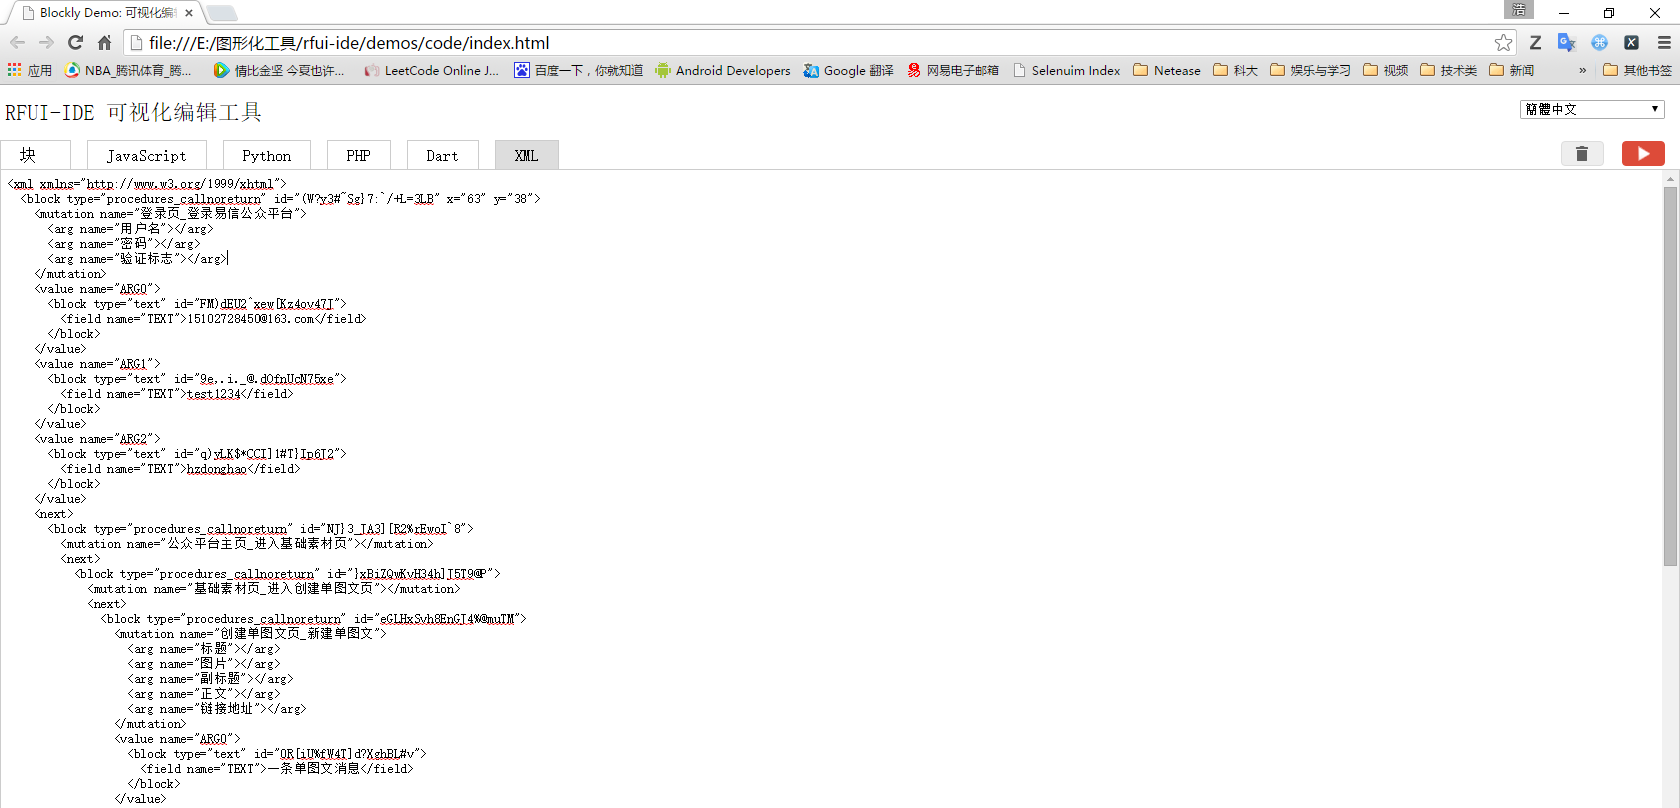 Blockly Demo: 可视化编辑
浩
file:///E:/图形化工具/rfui-ide/demos/code/index.html
应用 NBA_腾讯体育_腾... 情比金坚 今夏也许... LeetCode Online J... 百度一下，你就知道 Android Developers Google 翻译 网易电子邮箱 Selenuim Index Netease 科大 娱乐与学习 视频 技术类 新闻 » 其他书签
RFUI-IDE 可视化编辑工具
簡體中文
块 JavaScript Python PHP Dart XML
<xml xmlns="http://www.w3.org/1999/xhtml">
<block type="procedures_callnoreturn" id="(W?y3#~Sg}7:`/+L=3LB" x="63" y="38">
<mutation name="登录页_登录易信公众平台">
<arg name="用户名"></arg>
<arg name="密码"></arg>
<arg name="验证标志"></arg>
</mutation>
<value name="ARG0">
<block type="text" id="FM)dEU2^xew[Kz4ov47J">
<field name="TEXT">15102728450@163.com</field>
</block>
</value>
<value name="ARG1">
<block type="text" id="9e,.i._@.dOfnUcN75xe">
<field name="TEXT">test1234</field>
</block>
</value>
<value name="ARG2">
<block type="text" id="q)yLK$*CCI]1#T}Ip6J2">
<field name="TEXT">hzdonghao</field>
</block>
</value>
<next>
<block type="procedures_callnoreturn" id="NJ}3_IA3][R2%rEwoI`8">
<mutation name="公众平台主页_进入基础素材页"></mutation>
<next>
<block type="procedures_callnoreturn" id="}xBiZQwKvH34h]J5T9@P">
<mutation name="基础素材页_进入创建单图文页"></mutation>
<next>
<block type="procedures_callnoreturn" id="eGLHxSvh8EnGI4%@muTM">
<mutation name="创建单图文页_新建单图文">
<arg name="标题"></arg>
<arg name="图片"></arg>
<arg name="副标题"></arg>
<arg name="正文"></arg>
<arg name="链接地址"></arg>
</mutation>
<value name="ARG0">
<block type="text" id="OR[iU%fW4T]d?XghBL#v">
<field name="TEXT">一条单图文消息</field>
</block>
</value>